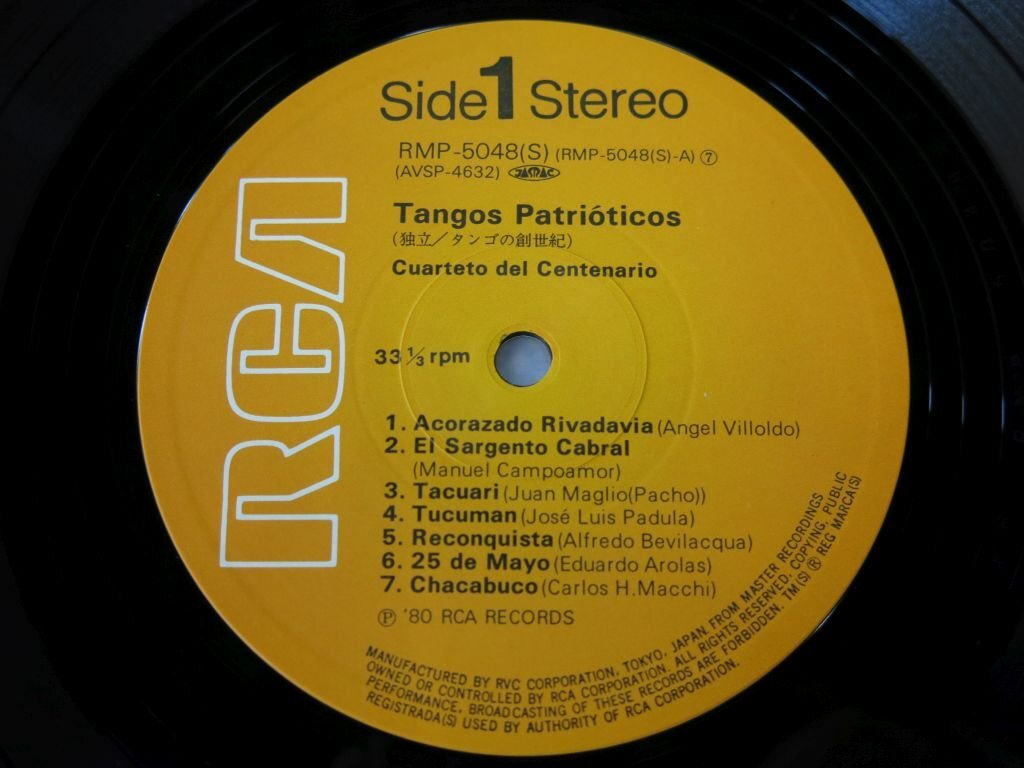 Side 1 Stereo
RMP-5048(S) (RMP-5048(S)-A) ⑦
(AVSP-4632) JASRAC
Tangos Patrióticos
(独立／タンゴの創世紀)
Cuarteto del Centenario
RCA
33 1/3 rpm
1. Acorazado Rivadavia (Angel Villoldo)
2. El Sargento Cabral
(Manuel Campoamor)
3. Tacuari (Juan Maglio(Pacho))
4. Tucuman (José Luis Padula)
5. Reconquista (Alfredo Bevilacqua)
6. 25 de Mayo (Eduardo Arolas)
7. Chacabuco (Carlos H.Macchi)
Ⓟ '80 RCA RECORDS
MANUFACTURED BY RVC CORPORATION, TOKYO, JAPAN. FROM MASTER RECORDINGS
OWNED OR CONTROLLED BY RCA CORPORATION. ALL RIGHTS RESERVED. COPYING, PUBLIC
PERFORMANCE, BROADCASTING OF THESE RECORDS ARE FORBIDDEN. TM(S) ® REG MARCA(S)
REGISTRADA(S) USED BY AUTHORITY OF RCA CORPORATION.